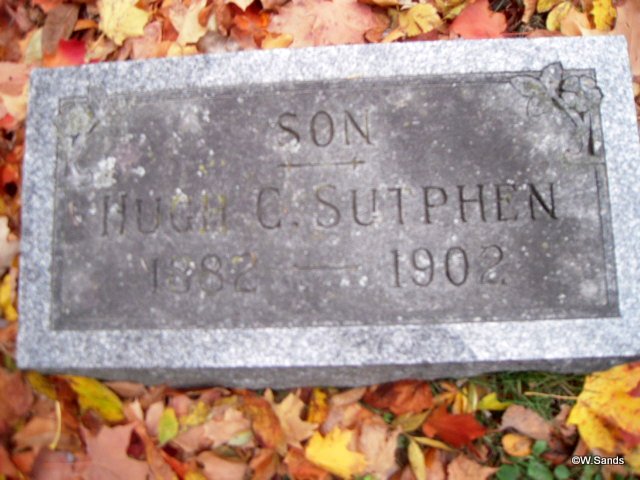 SON
HUGH C. SUTPHEN
1882 — 1902
©W.Sands